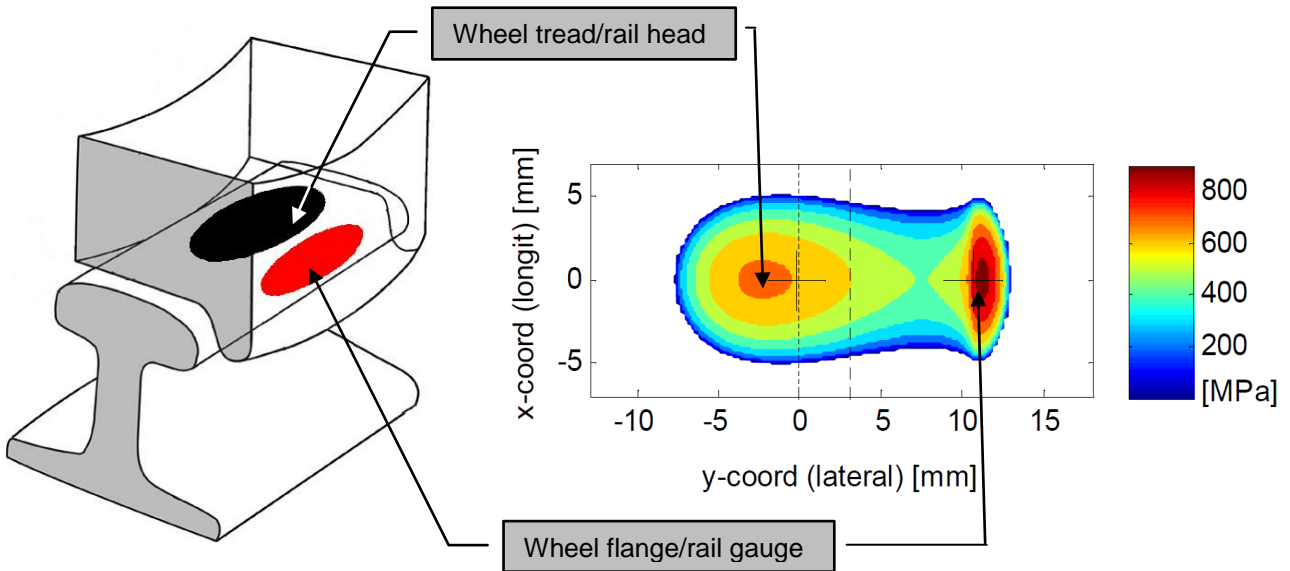 Wheel tread/rail head
x-coord (longit) [mm]
5
0
-5
-10
-5
0
5
10
15
y-coord (lateral) [mm]
800
600
400
200
[MPa]
Wheel flange/rail gauge